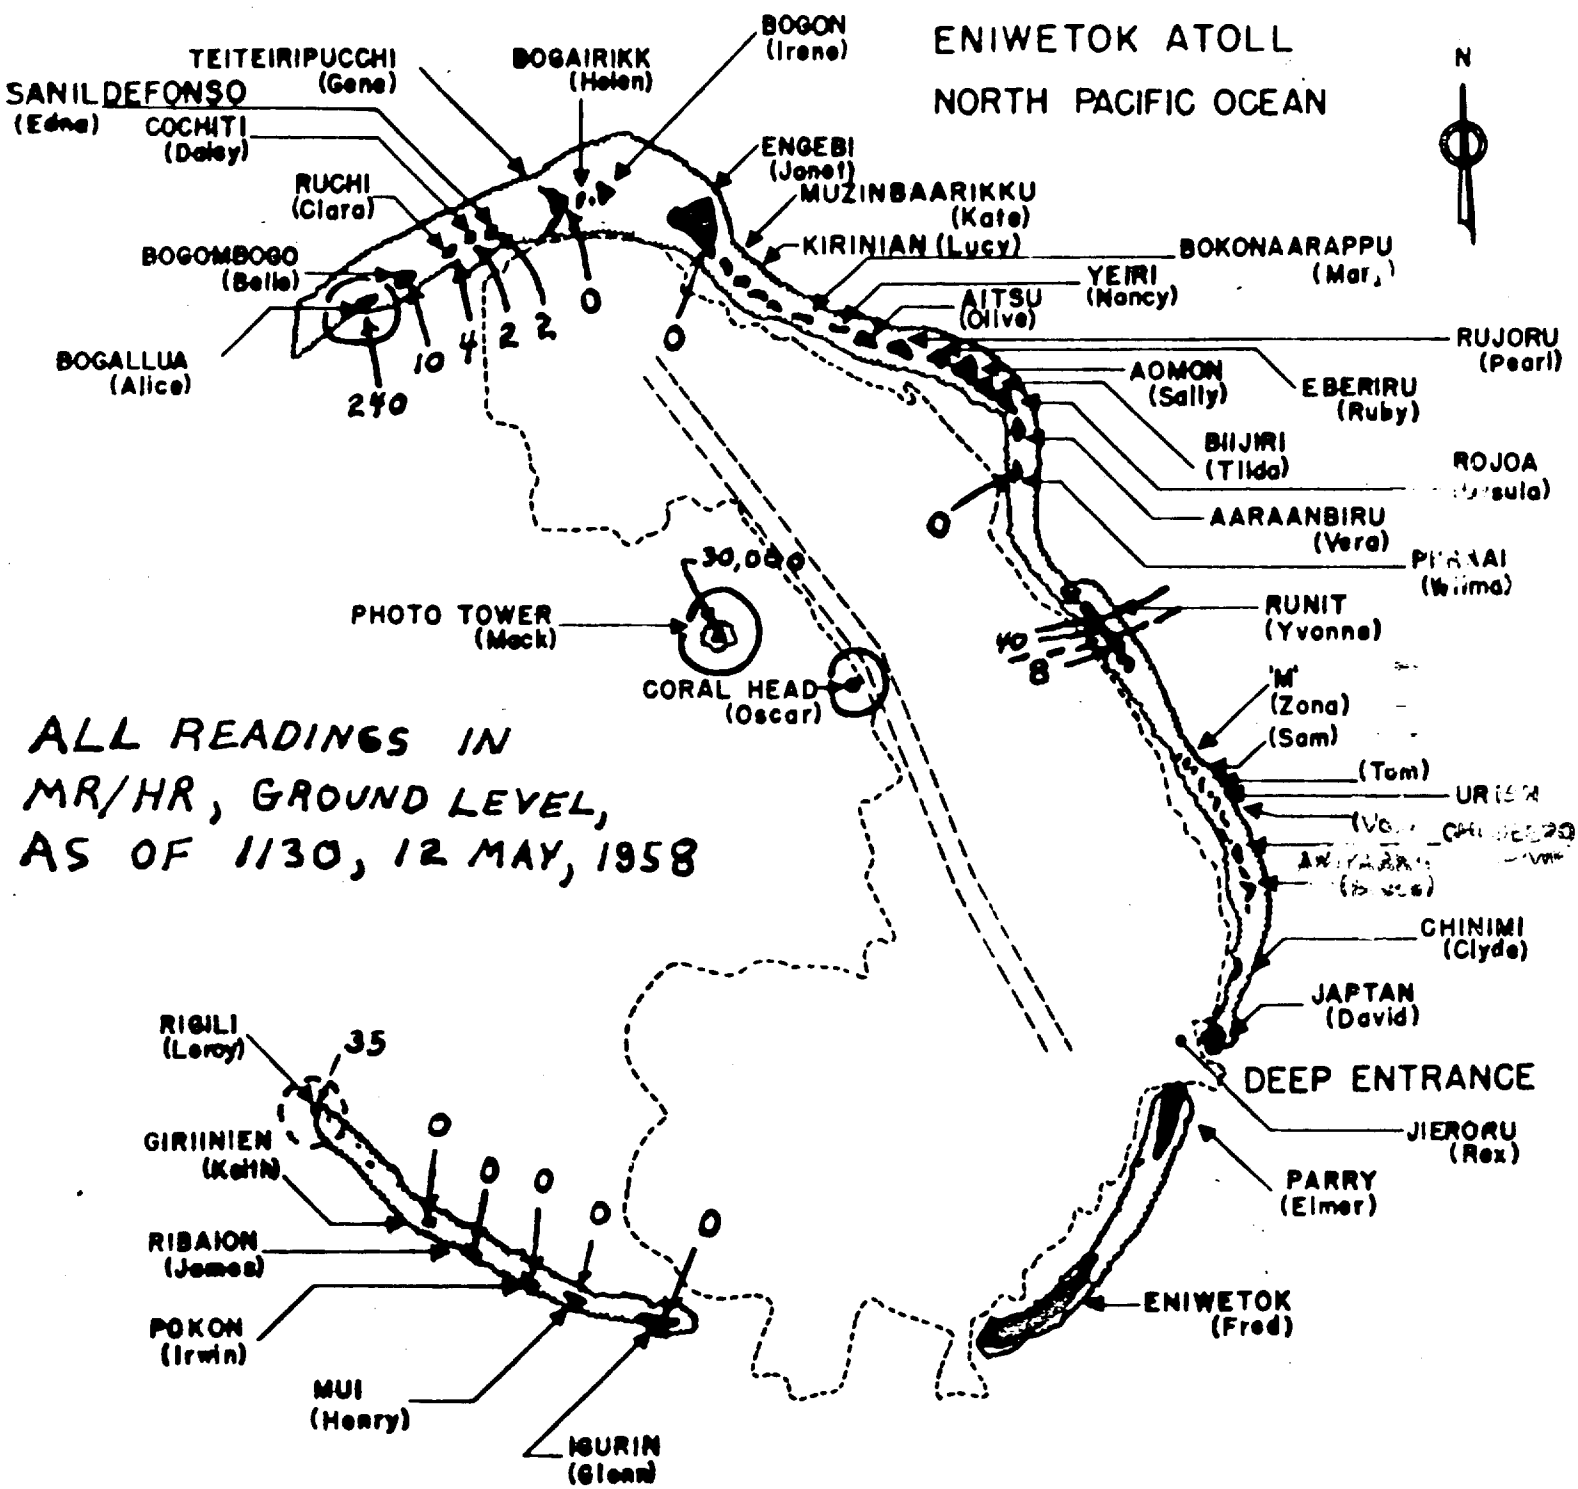 ENIWETOK ATOLL
NORTH PACIFIC OCEAN
N
BOGON
(Irene)
BOGAIRIKK
(Helen)
TEITEIRIPUCCHI
(Gene)
SANILDEFONSO
(Edna)
COCHITI
(Daisy)
RUCHI
(Clara)
BOGOMBOGO
(Belle)
BOGALLUA
(Alice)
240
10
4
2
2
0
0
ENGEBI
(Janet)
MUZINBAARIKKU
(Kate)
KIRINIAN (Lucy)
BOKONAARAPPU
YEIRI
(Nancy)
AITSU
(Olive)
RUJORU
(Pearl)
AOMON
(Sally)
EBERIRU
(Ruby)
BIIJIRI
(Tilda)
ROJOA
AARAANBIRU
(Vera)
0
RUNIT
(Yvonne)
40
8
30,000
PHOTO TOWER
(Mack)
CORAL HEAD
(Oscar)
ALL READINGS IN
MR/HR, GROUND LEVEL,
AS OF 1130, 12 MAY, 1958
'M'
(Zona)
(Sam)
(Tom)
CHINIMI
(Clyde)
JAPTAN
(David)
DEEP ENTRANCE
JIERORU
(Rex)
PARRY
(Elmer)
ENIWETOK
(Fred)
RIGILI
(Leroy)
35
GIRIINIEN
(Keith)
RIBAION
(James)
POKON
(Irwin)
MUI
(Henry)
IGURIN
(Glenn)
0
0
0
0
0